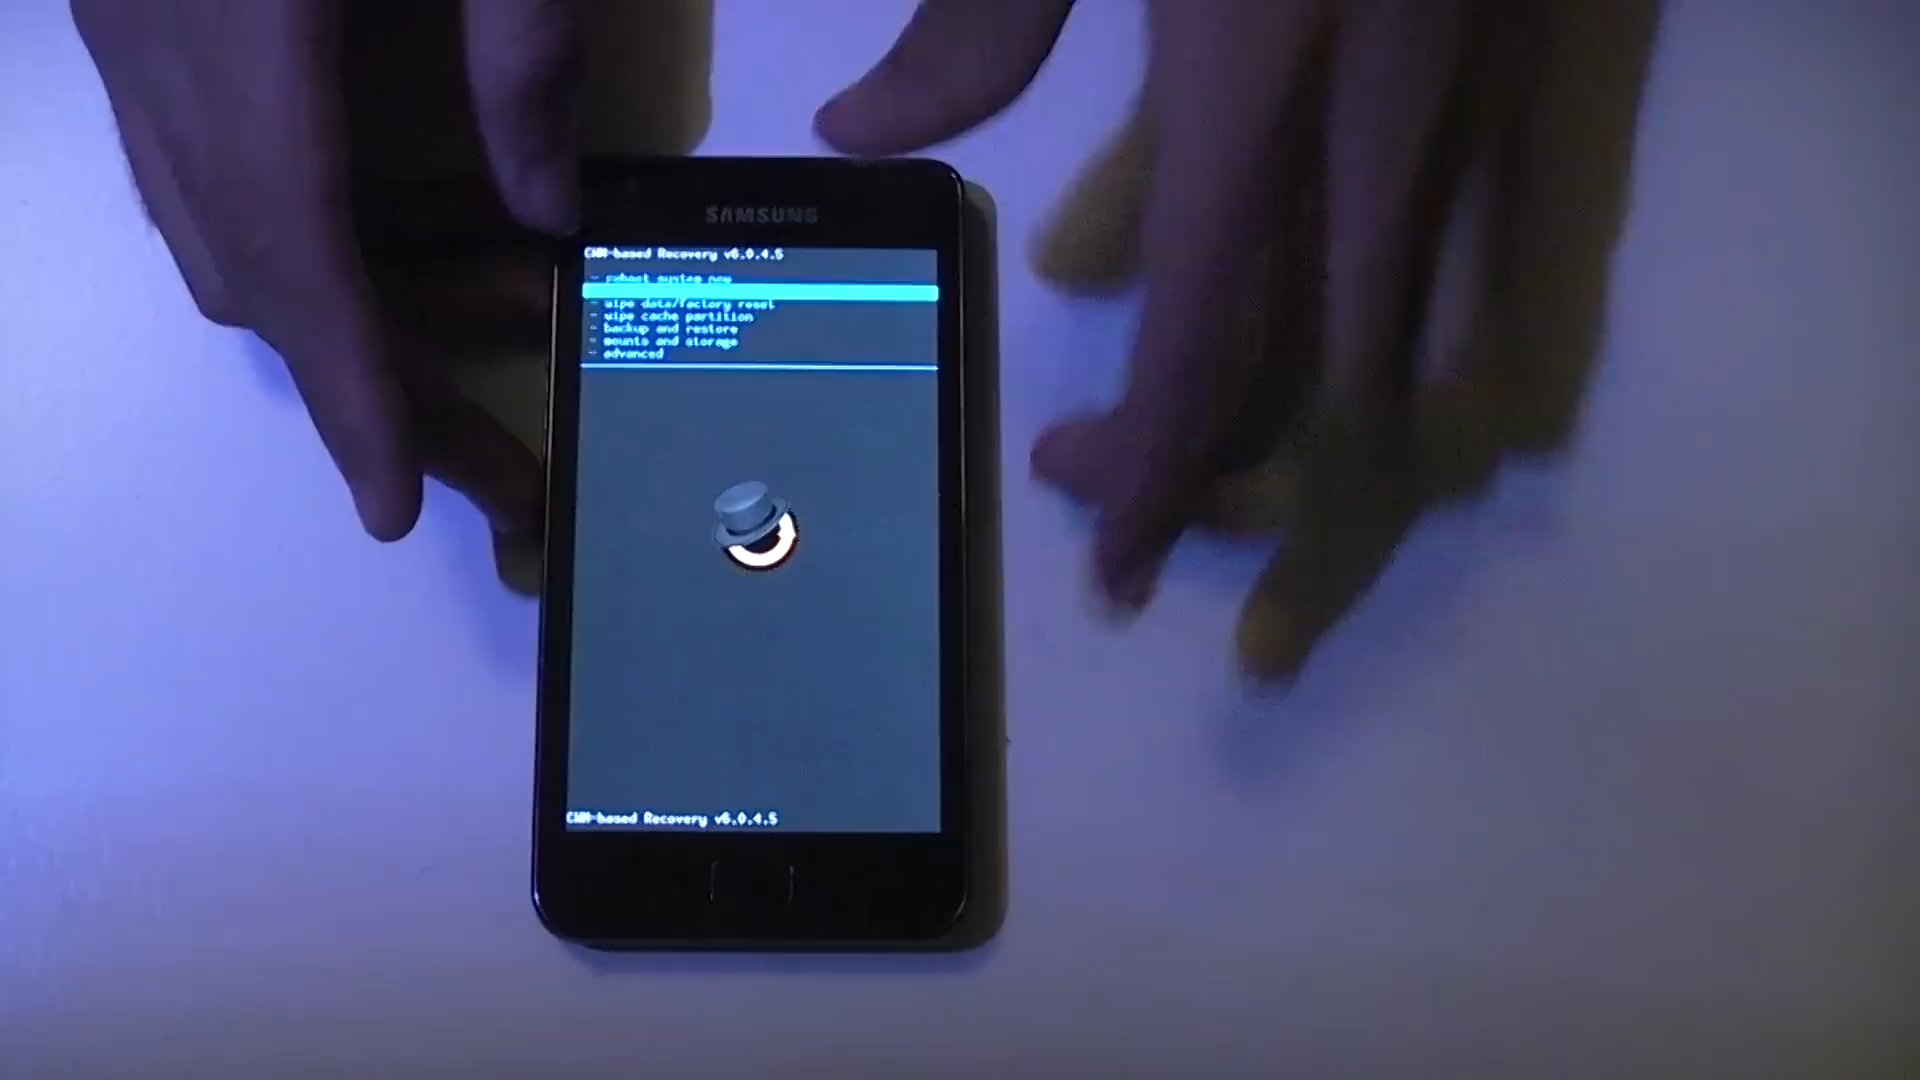 SAMSUNG
CWM-based Recovery v6.0.4.5
- reboot system now
- wipe data/factory reset
- wipe cache partition
- backup and restore
- mounts and storage
- advanced
CWM-based Recovery v6.0.4.5